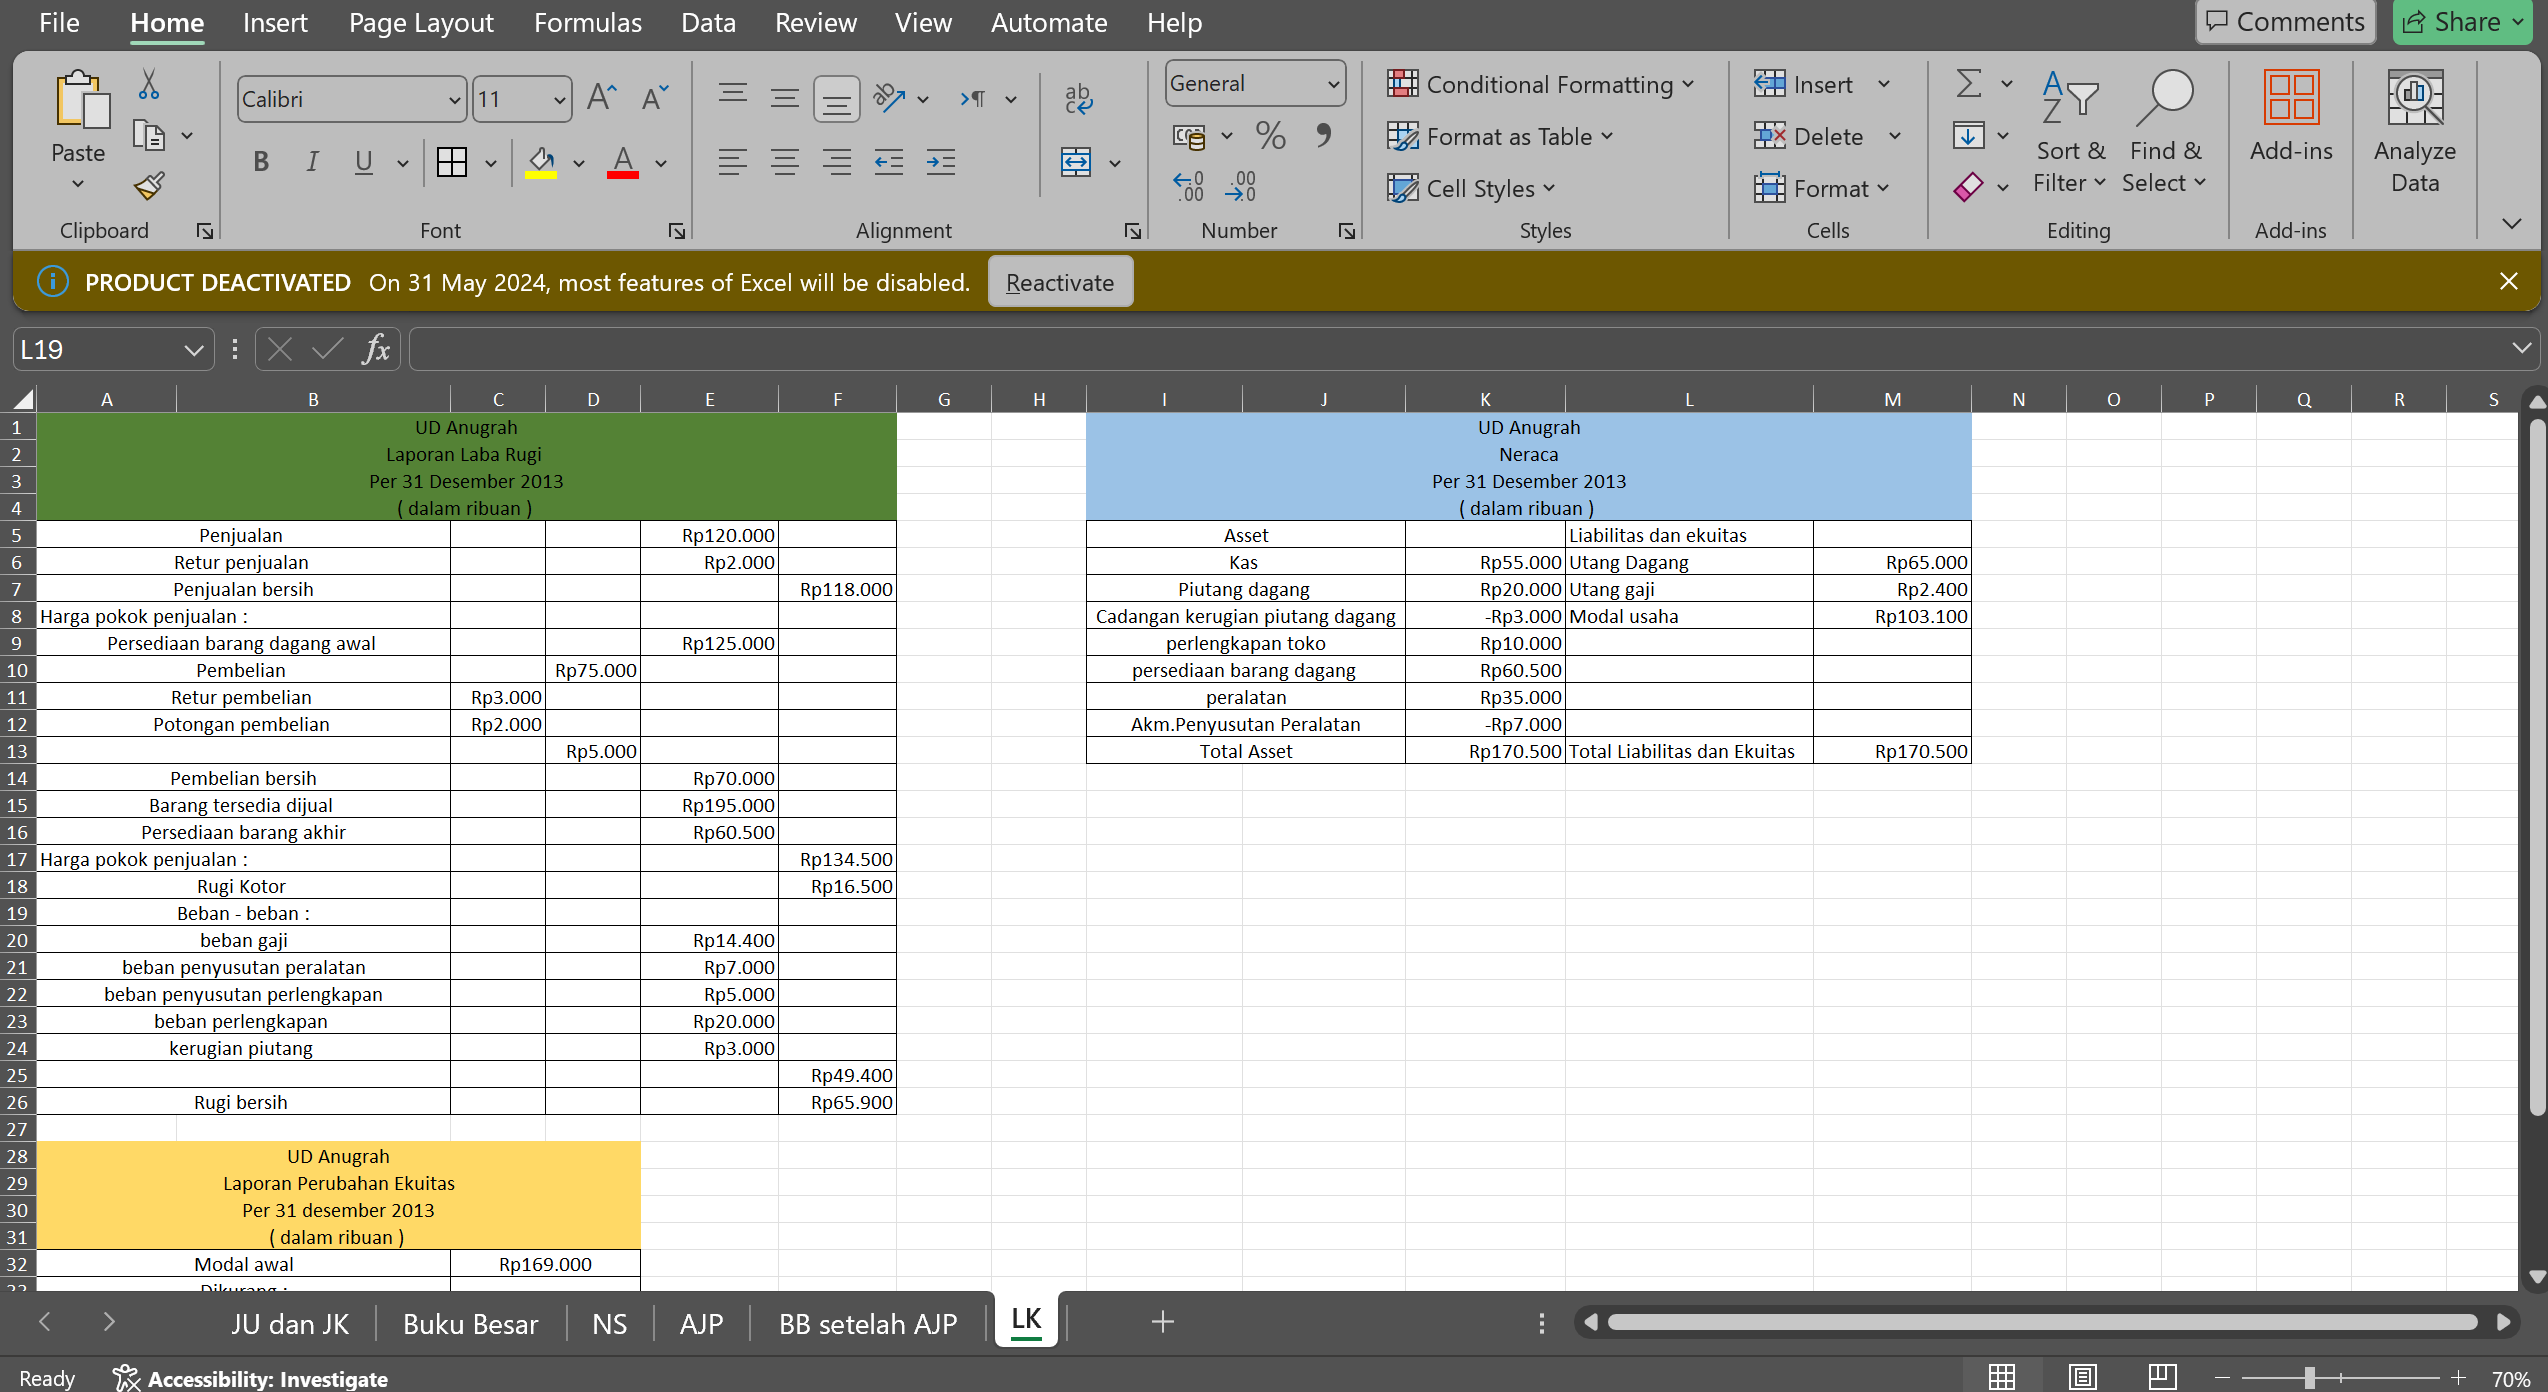 File Home Insert Page Layout Formulas Data Review View Automate Help Comments Share
Paste Calibri 11 General Conditional Formatting Insert
Format as Table Delete Sort & Filter Find & Select Add-ins Analyze Data
Cell Styles Format
Clipboard Font Alignment Number Styles Cells Editing Add-ins
PRODUCT DEACTIVATED On 31 May 2024, most features of Excel will be disabled. Reactivate
L19 fx
A B C D E F G H I J K L M N O P Q R S
1 UD Anugrah UD Anugrah
2 Laporan Laba Rugi Neraca
3 Per 31 Desember 2013 Per 31 Desember 2013
4 ( dalam ribuan ) ( dalam ribuan )
5 Penjualan Rp120.000 Asset Liabilitas dan ekuitas
6 Retur penjualan Rp2.000 Kas Rp55.000 Utang Dagang Rp65.000
7 Penjualan bersih Rp118.000 Piutang dagang Rp20.000 Utang gaji Rp2.400
8 Harga pokok penjualan : Cadangan kerugian piutang dagang -Rp3.000 Modal usaha Rp103.100
9 Persediaan barang dagang awal Rp125.000 perlengkapan toko Rp10.000
10 Pembelian Rp75.000 persediaan barang dagang Rp60.500
11 Retur pembelian Rp3.000 peralatan Rp35.000
12 Potongan pembelian Rp2.000 Akm.Penyusutan Peralatan -Rp7.000
13 Rp5.000 Total Asset Rp170.500 Total Liabilitas dan Ekuitas Rp170.500
14 Pembelian bersih Rp70.000
15 Barang tersedia dijual Rp195.000
16 Persediaan barang akhir Rp60.500
17 Harga pokok penjualan : Rp134.500
18 Rugi Kotor Rp16.500
19 Beban - beban :
20 beban gaji Rp14.400
21 beban penyusutan peralatan Rp7.000
22 beban penyusutan perlengkapan Rp5.000
23 beban perlengkapan Rp20.000
24 kerugian piutang Rp3.000
25 Rp49.400
26 Rugi bersih Rp65.900
27
28 UD Anugrah
29 Laporan Perubahan Ekuitas
30 Per 31 desember 2013
31 ( dalam ribuan )
32 Modal awal Rp169.000
33 Dikurang :
JU dan JK Buku Besar NS AJP BB setelah AJP LK
Ready Accessibility: Investigate 70%